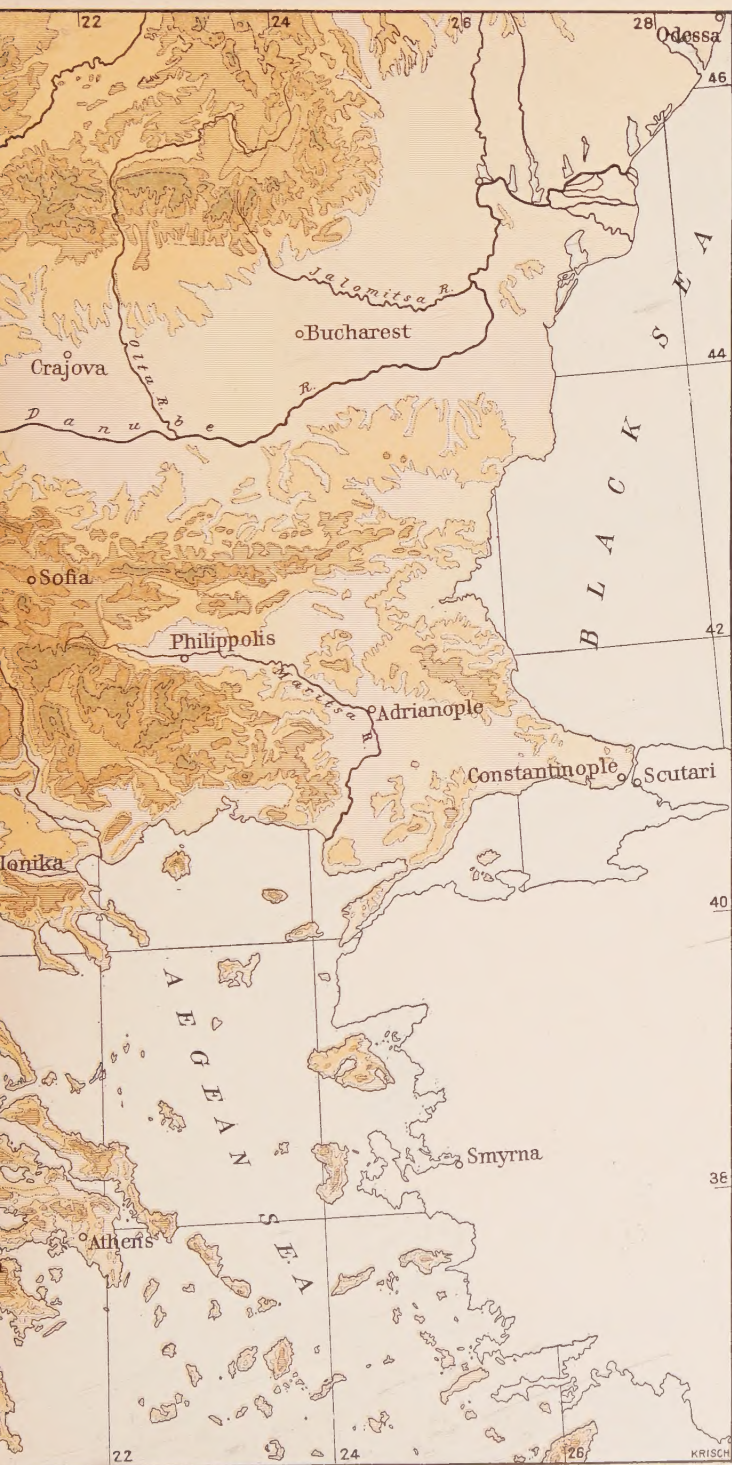 22 24 26 28
Odessa
46
Jalomitsa R.
BLACK SEA
Bucharest
Crajova
Olta R.
44
Danube R.
Sofia
Philippolis
42
Maritsa R.
Adrianople
Constantinople
Scutari
lonika
40
AEGEAN SEA
Smyrna
38
Athens
22 24 26
KRISCH